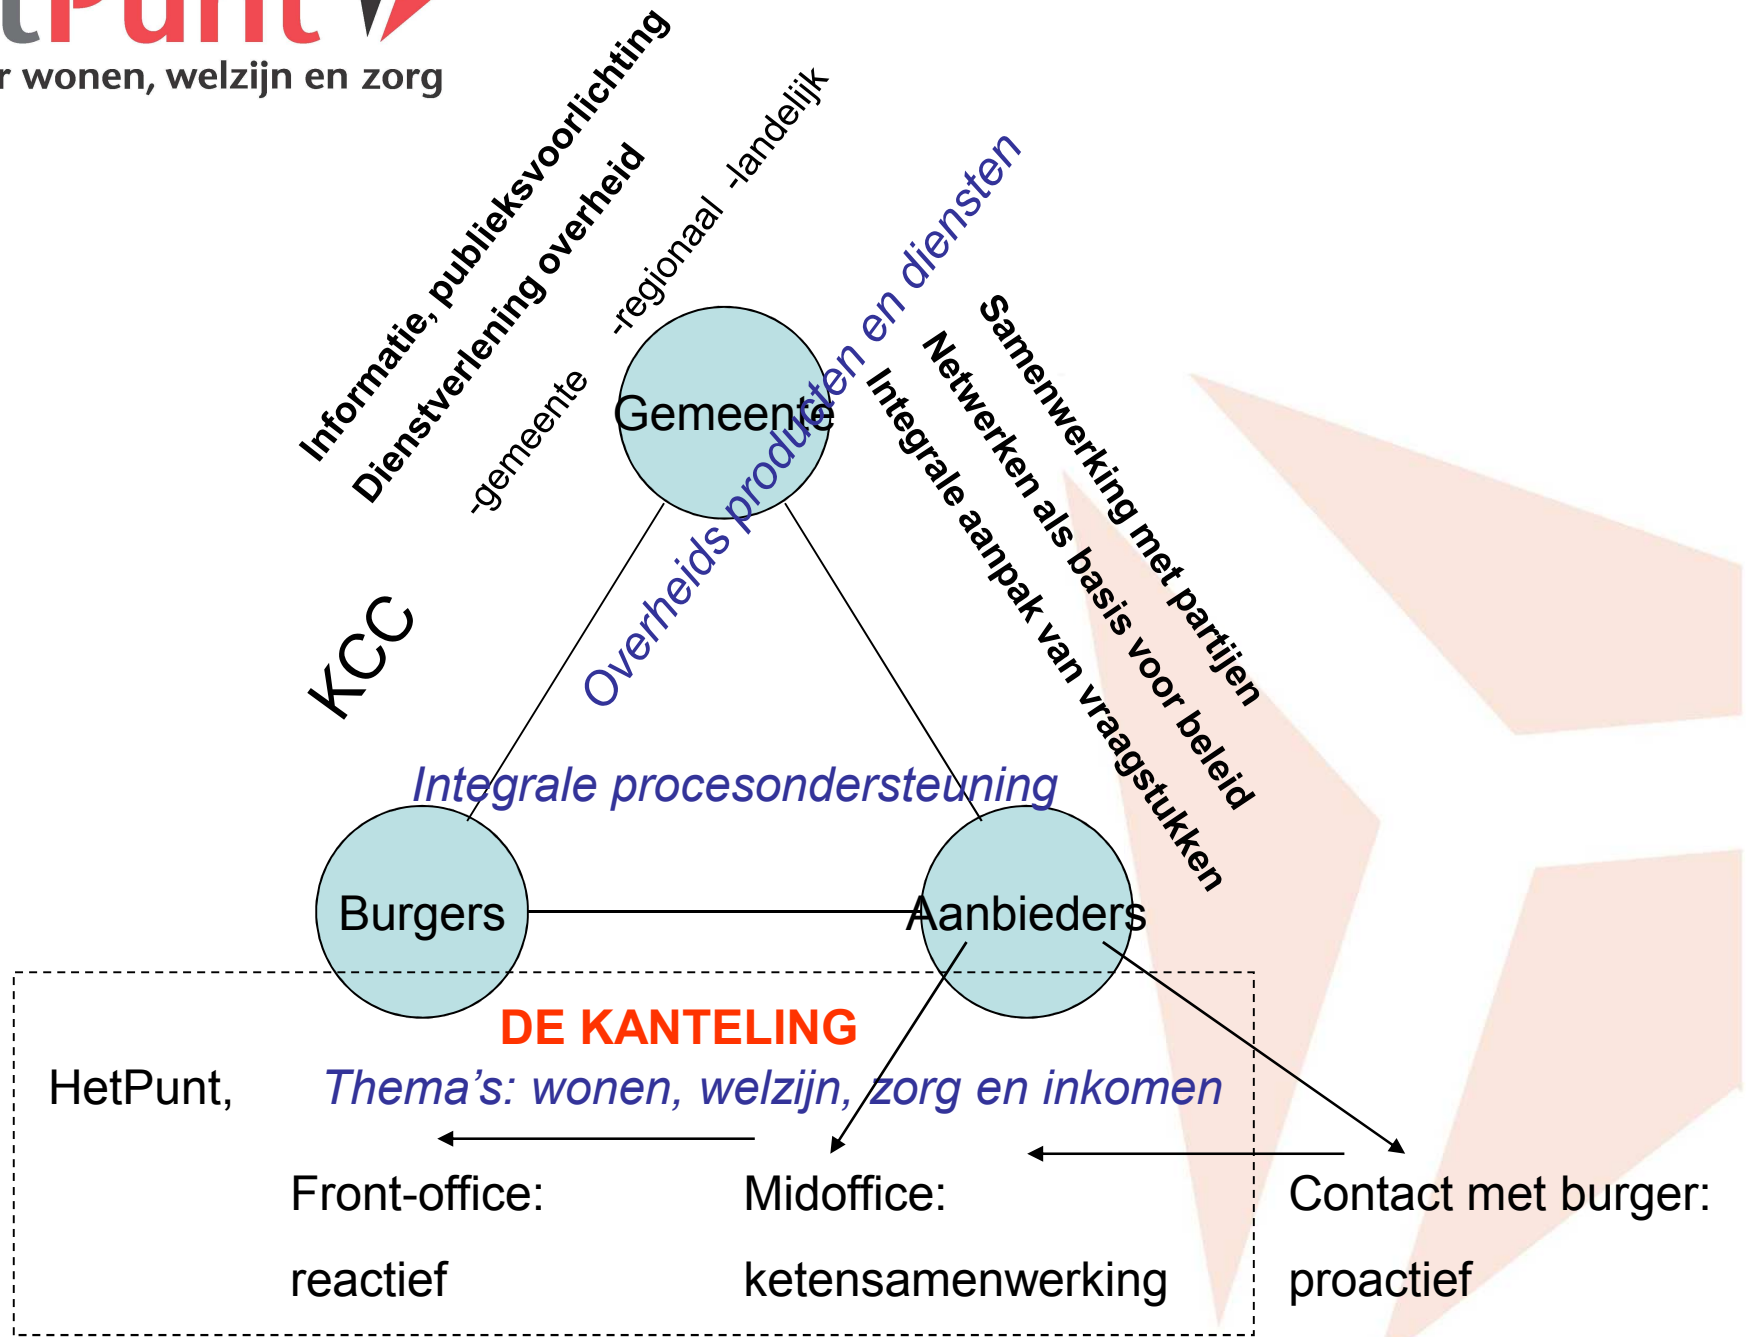 tPunt
r wonen, welzijn en zorg
Informatie, publieksvoorlichting
Dienstverlening overheid
-gemeente -regionaal -landelijk
KCC
Overheids producten en diensten
Samenwerking met partijen
Netwerken als basis voor beleid
Integrale aanpak van vraagstukken
Gemeente
Integrale procesondersteuning
Burgers
Aanbieders
DE KANTELING
HetPunt,
Thema's: wonen, welzijn, zorg en inkomen
Front-office:
reactief
Midoffice:
ketensamenwerking
Contact met burger:
proactief